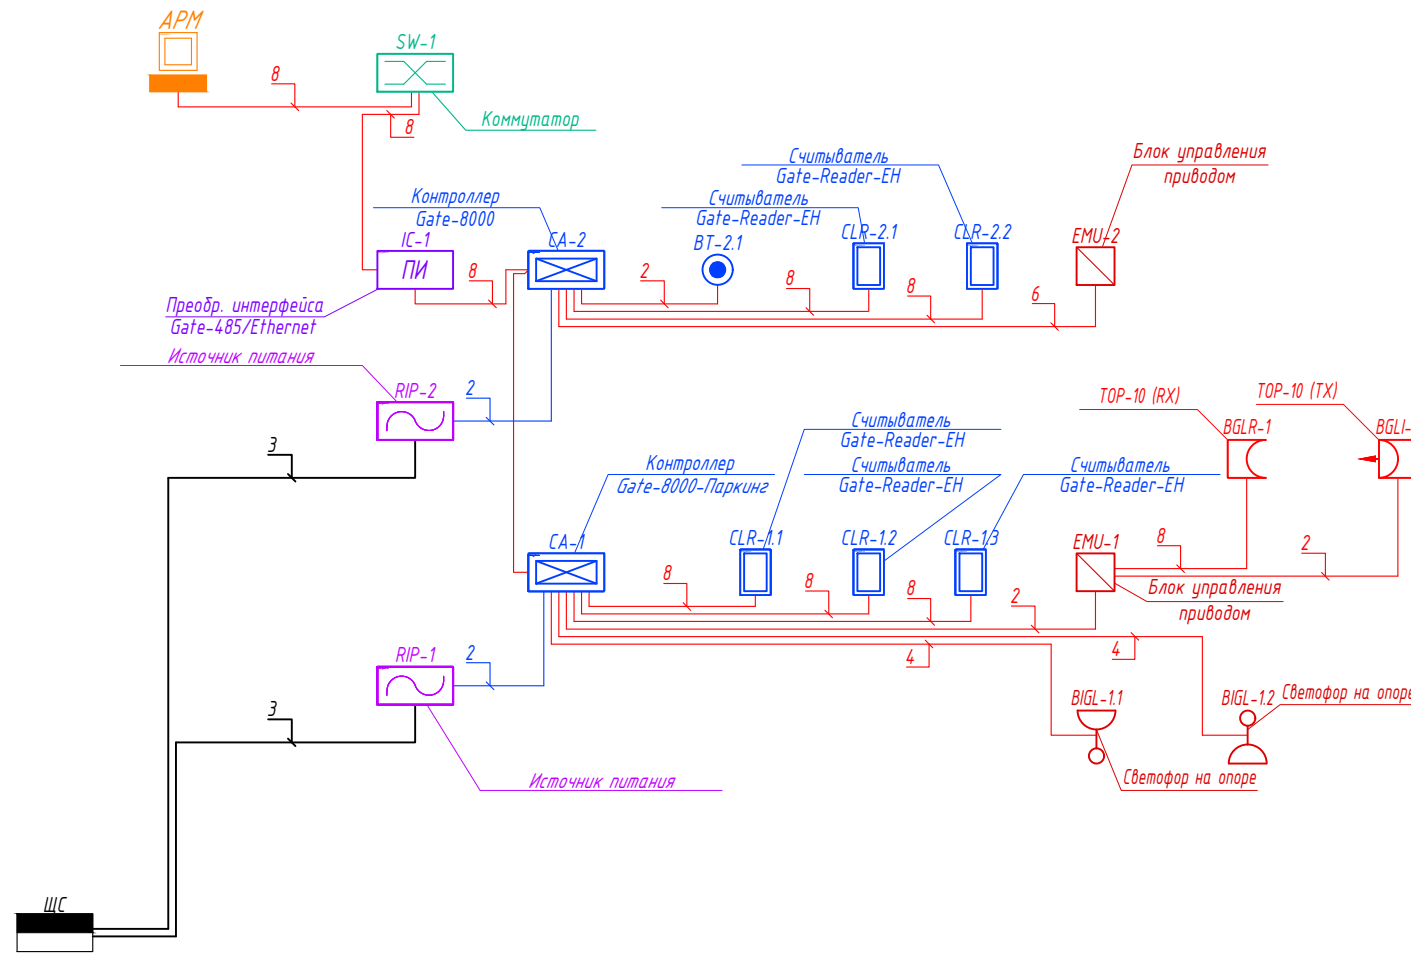 АРМ
SW-1
8
8
Коммутатор
Считыватель
Gate-Reader-EH
Блок управления
приводом
Контроллер
Gate-8000
Считыватель
Gate-Reader-EH
IC-1
ПИ
CA-2
BT-2.1
CLR-2.1
CLR-2.2
EMU-2
8
2
8
8
6
Преобр. интерфейса
Gate-485/Ethernet
Источник питания
RIP-2
2
TOP-10 (RX)
TOP-10 (TX)
3
Считыватель
Gate-Reader-EH
BGLR-1
BGLI-
Контроллер
Gate-8000-Паркинг
Считыватель
Gate-Reader-EH
Считыватель
Gate-Reader-EH
CA-1
CLR-1.1
CLR-1.2
CLR-1.3
EMU-1
8
2
8
8
8
2
Блок управления
приводом
RIP-1
2
4
4
3
BIGL-1.1
BIGL-1.2
Светофор на опоре
Источник питания
Светофор на опоре
ЩС